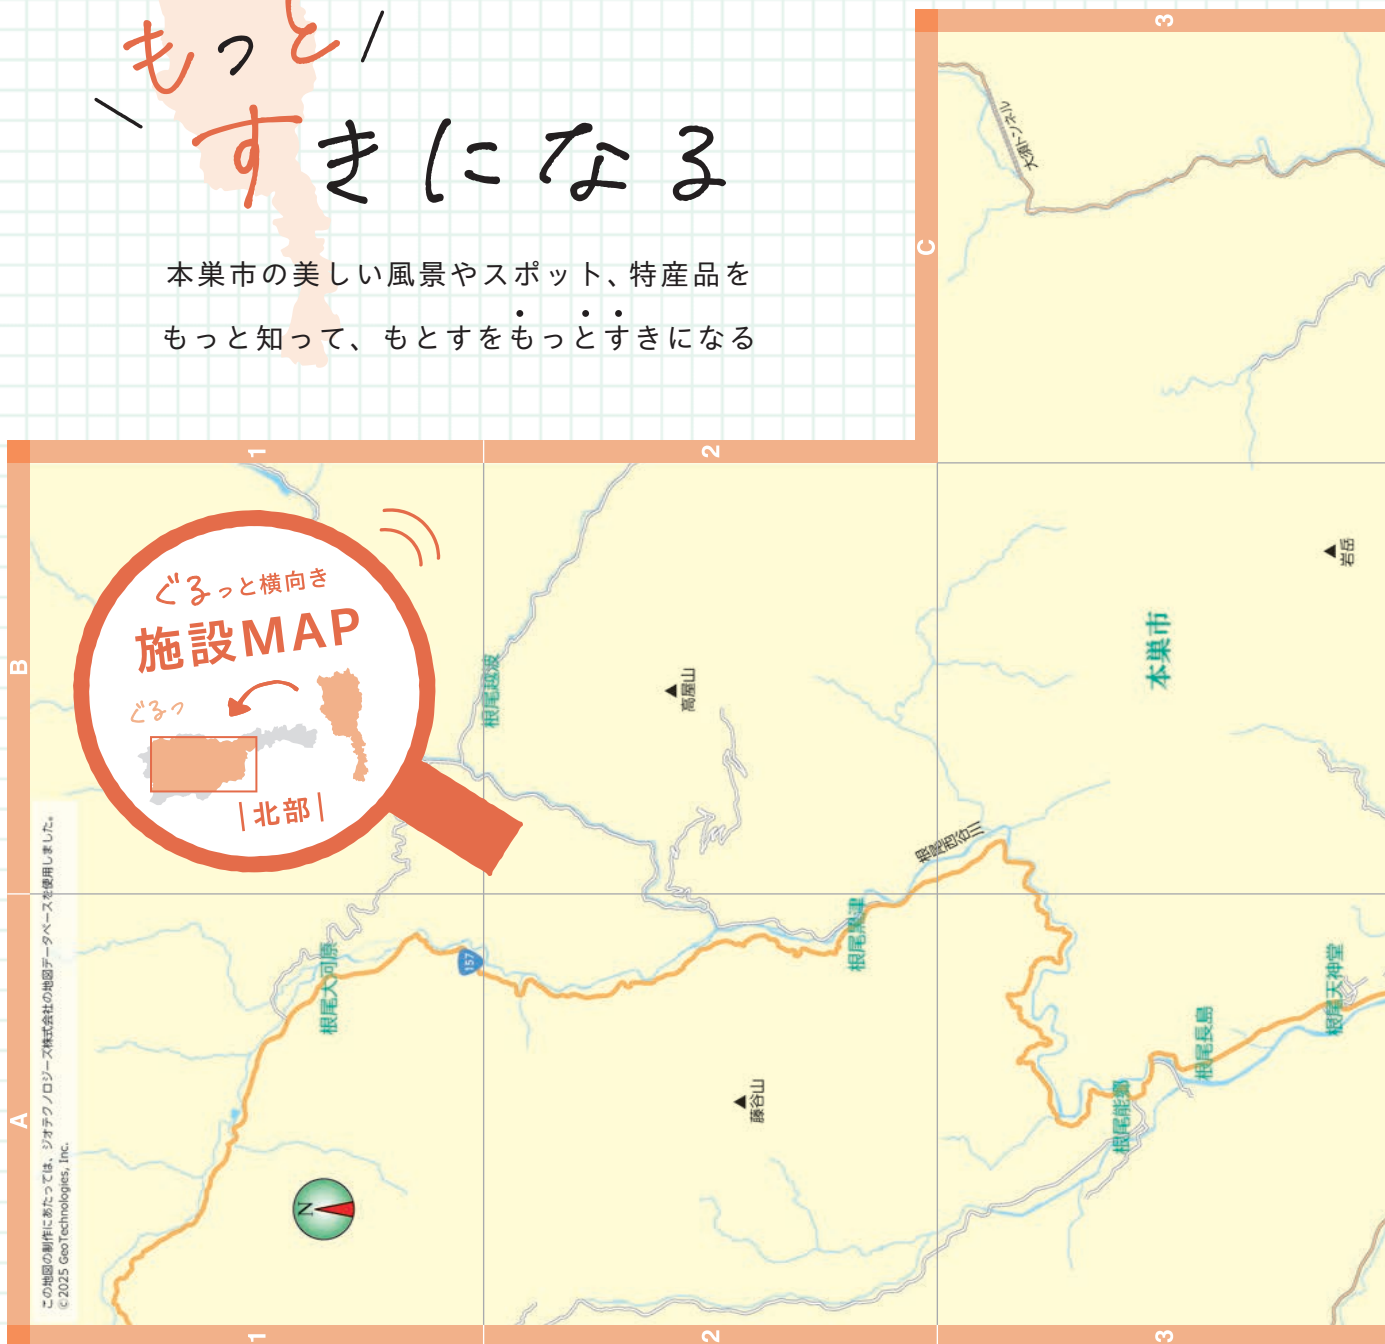 もっと
すきになる
本巣市の美しい風景やスポット、特産品を
もっと知って、もとすをもっとすきになる
3
C
大須トンネル
1
2
B
ぐるっと横向き
施設MAP
ぐるっ
北部
根尾越波
高屋山
本巣市
岩岳
根尾西谷川
A
この地図の制作にあたっては、ジオテクノロジーズ株式会社の地図データベースを使用しました。
©2025 GeoTechnologies, Inc.
根尾大河原
157
根尾黒津
藤谷山
根尾能郷
根尾長島
根尾天神堂
N
1
2
3